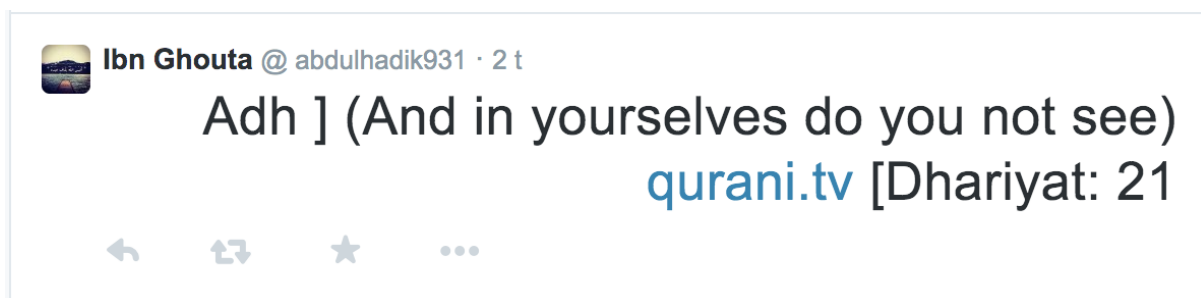 Ibn Ghouta @ abdulhadik931 · 2 t
Adh ] (And in yourselves do you not see)
qurani.tv [Dhariyat: 21